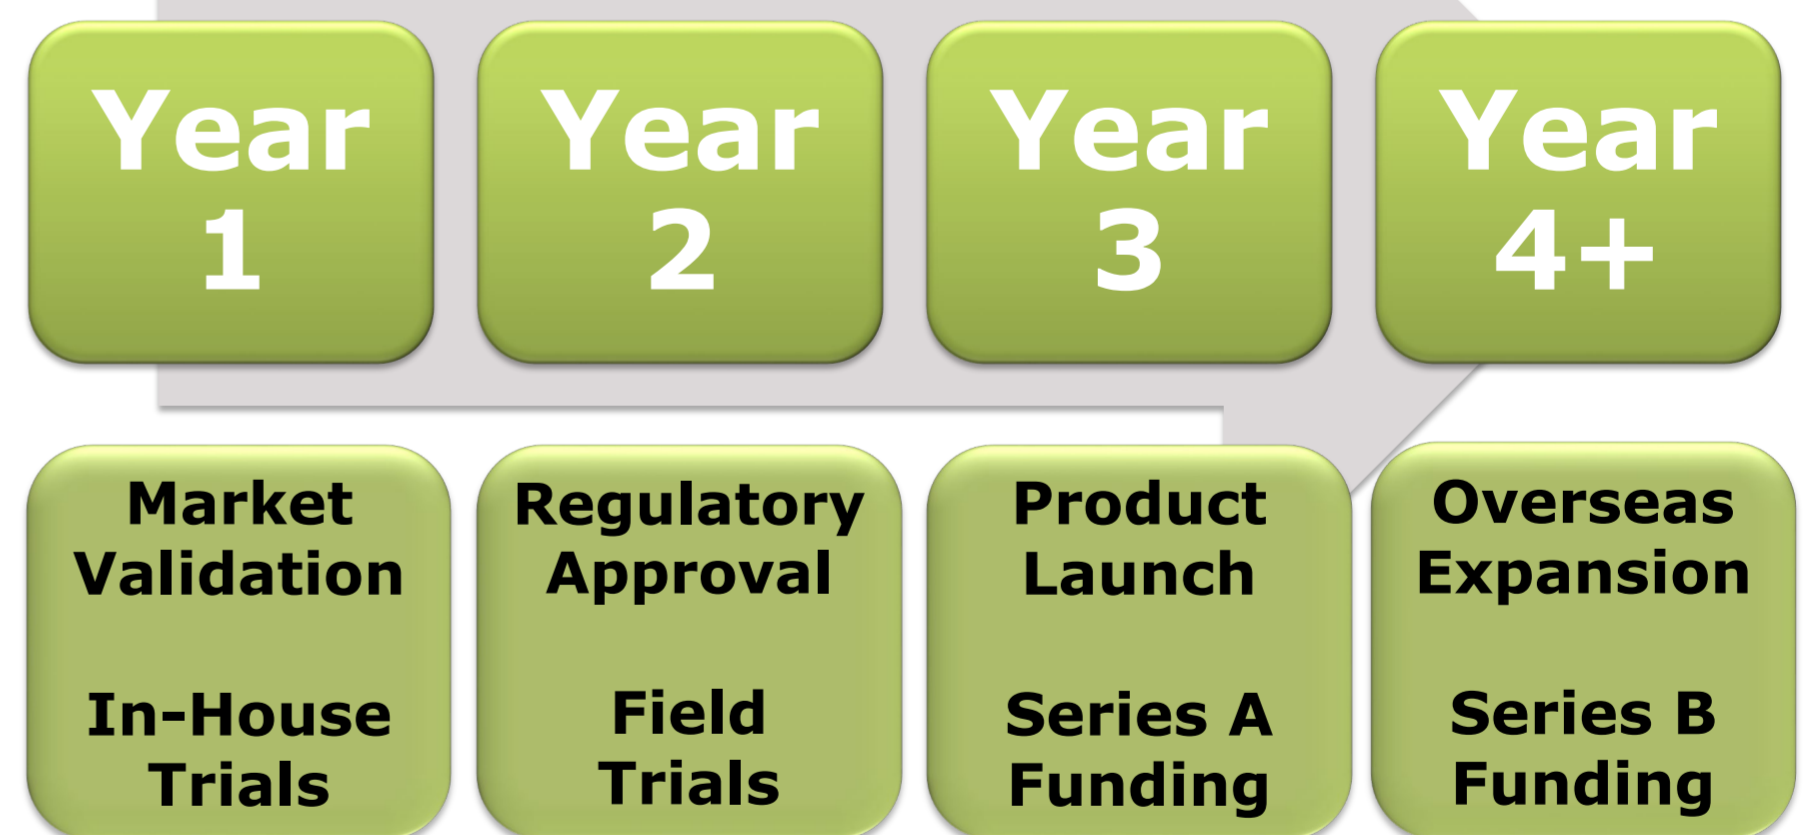 Year
1
Year
2
Year
3
Year
4+
Market
Validation
In-House
Trials
Regulatory
Approval
Field
Trials
Product
Launch
Series A
Funding
Overseas
Expansion
Series B
Funding